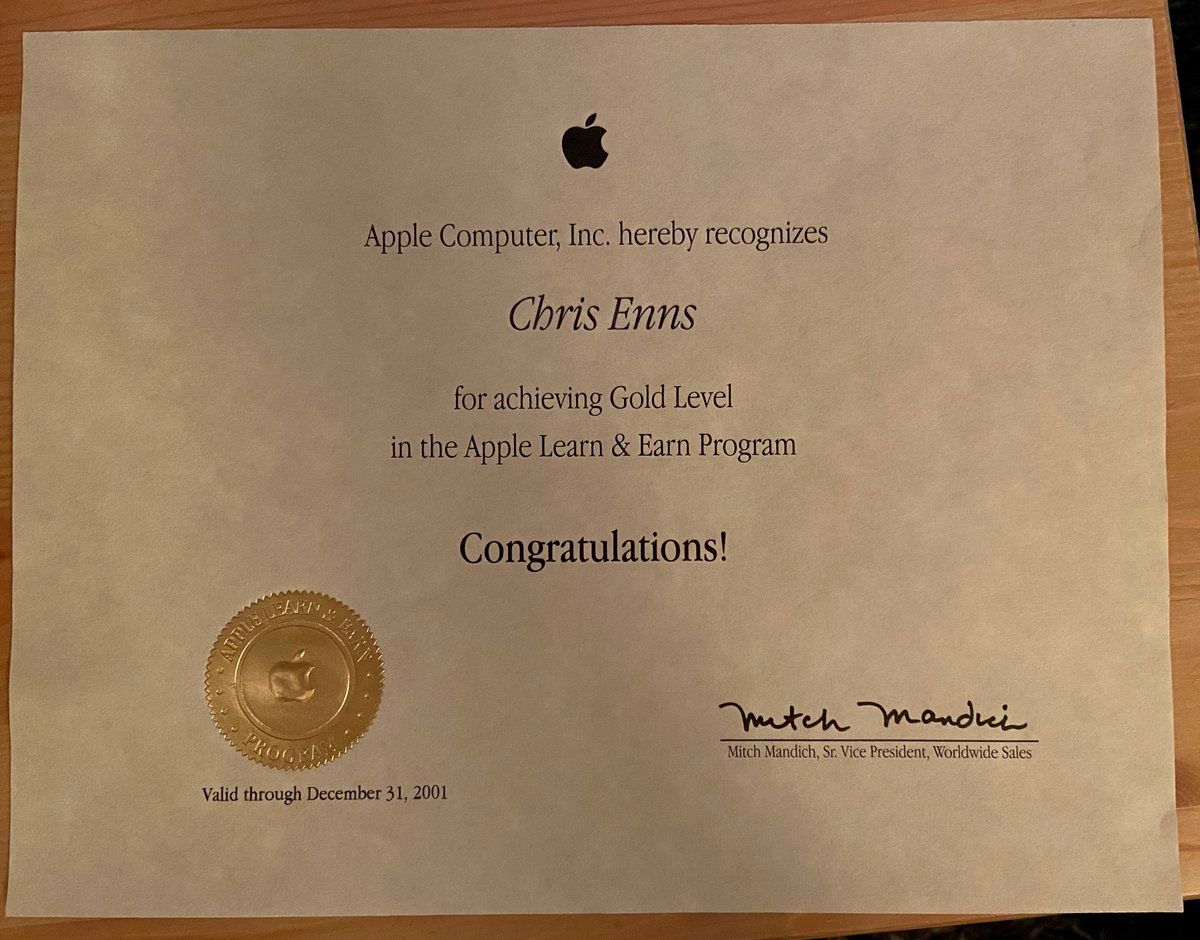 Apple Computer, Inc. hereby recognizes
Chris Enns
for achieving Gold Level
in the Apple Learn & Earn Program
Congratulations!
APPLE LEARN & EARN
PROGRAM
Valid through December 31, 2001
Mitch Mandich
Mitch Mandich, Sr. Vice President, Worldwide Sales